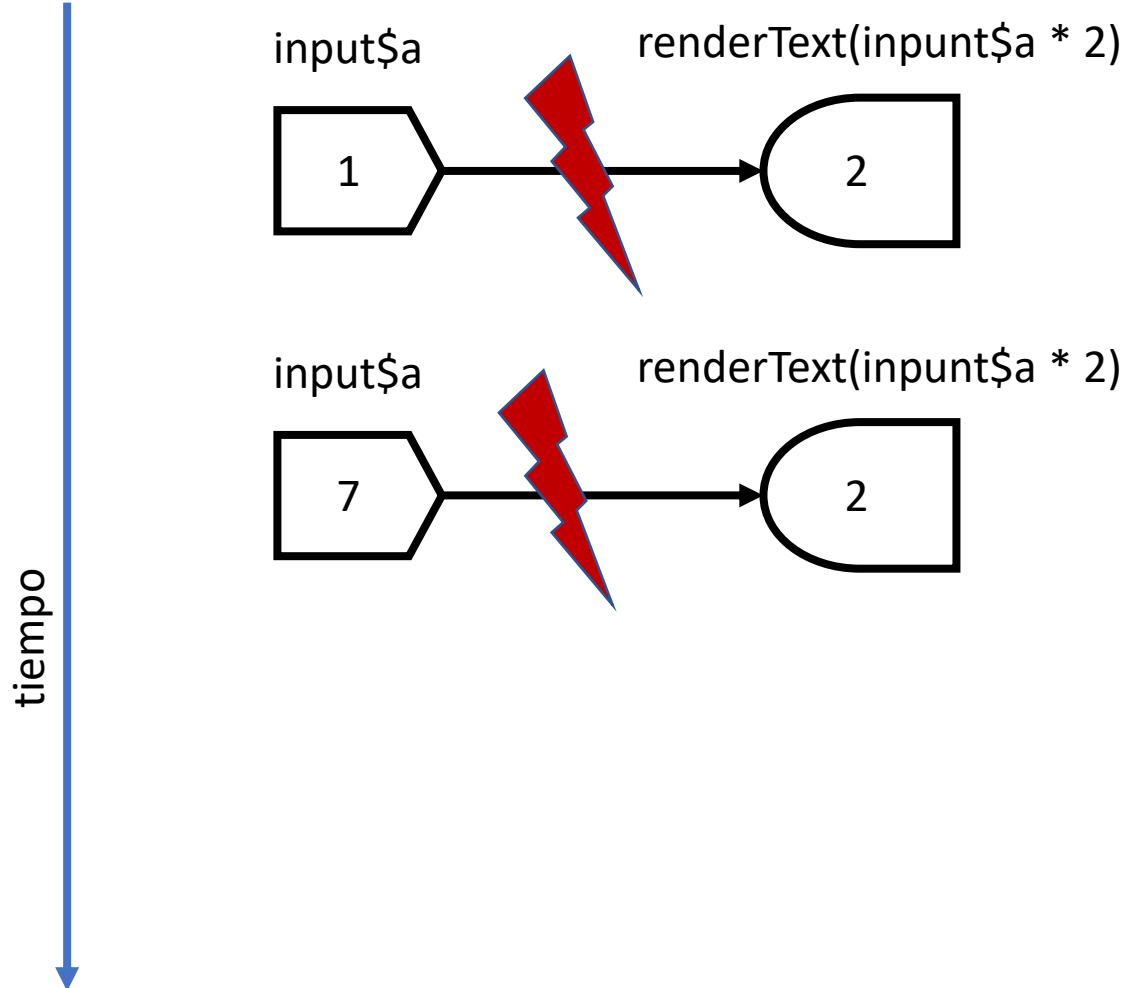 input$a
renderText(inpunt$a * 2)
1
2
input$a
renderText(inpunt$a * 2)
7
2
tiempo